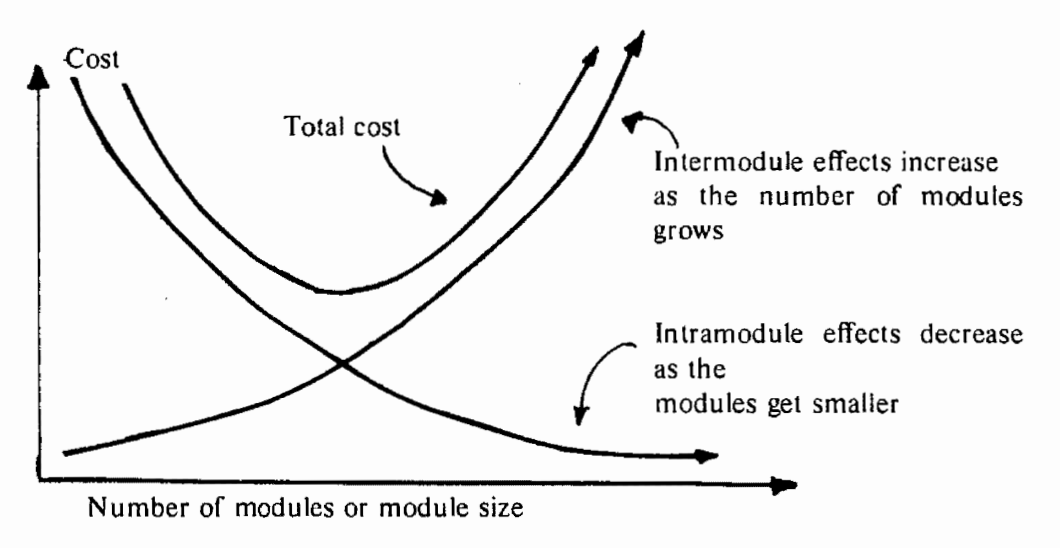 Cost
Total cost
Intermodule effects increase
as the number of modules
grows
Intramodule effects decrease
as the
modules get smaller
Number of modules or module size